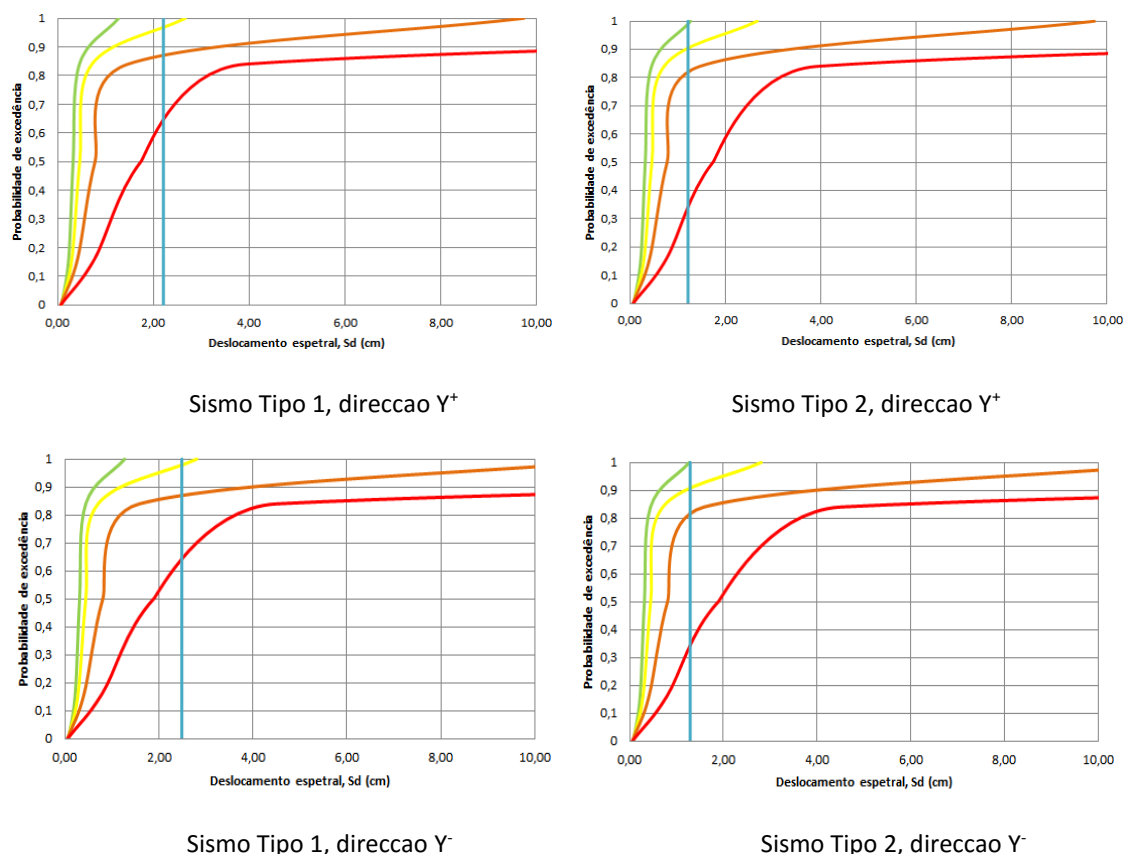 Probabilidade de excedência
1
0,9
0,8
0,7
0,6
0,5
0,4
0,3
0,2
0,1
0
0,00 2,00 4,00 6,00 8,00 10,00
Deslocamento espetral, Sd (cm)
Sismo Tipo 1, direccao Y⁺
Probabilidade de excedência
1
0,9
0,8
0,7
0,6
0,5
0,4
0,3
0,2
0,1
0
0,00 2,00 4,00 6,00 8,00 10,00
Deslocamento espetral, Sd (cm)
Sismo Tipo 2, direccao Y⁺
Probabilidade de excedência
1
0,9
0,8
0,7
0,6
0,5
0,4
0,3
0,2
0,1
0
0,00 2,00 4,00 6,00 8,00 10,00
Deslocamento espetral, Sd (cm)
Sismo Tipo 1, direccao Y⁻
Probabilidade de excedência
1
0,9
0,8
0,7
0,6
0,5
0,4
0,3
0,2
0,1
0
0,00 2,00 4,00 6,00 8,00 10,00
Deslocamento espetral, Sd (cm)
Sismo Tipo 2, direccao Y⁻